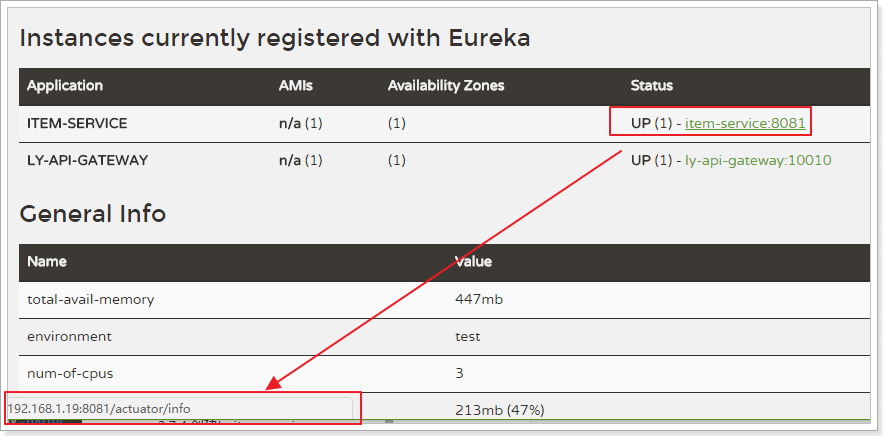 Instances currently registered with Eureka
Application AMIs Availability Zones Status
ITEM-SERVICE n/a (1) (1) UP (1) - item-service:8081
LY-API-GATEWAY n/a (1) (1) UP (1) - ly-api-gateway:10010
General Info
Name Value
total-avail-memory 447mb
environment test
num-of-cpus 3
192.168.1.19:8081/actuator/info 213mb (47%)